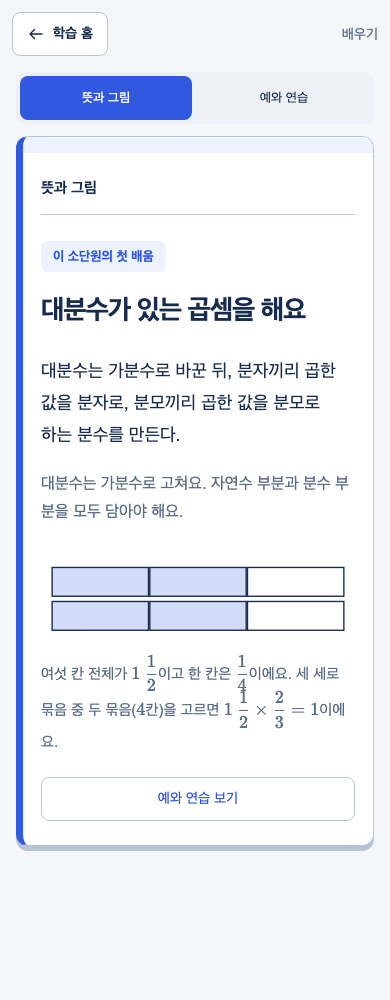 ← 학습 홈
배우기
뜻과 그림
예와 연습
뜻과 그림
이 소단원의 첫 배움
대분수가 있는 곱셈을 해요
대분수는 가분수로 바꾼 뒤, 분자끼리 곱한
값을 분자로, 분모끼리 곱한 값을 분모로
하는 분수를 만든다.
대분수는 가분수로 고쳐요. 자연수 부분과 분수 부
분을 모두 담아야 해요.
여섯 칸 전체가 1 1/2이고 한 칸은 1/4이에요. 세 세로
묶음 중 두 묶음(4칸)을 고르면 1 1/2 × 2/3 = 1이에
요.
예와 연습 보기